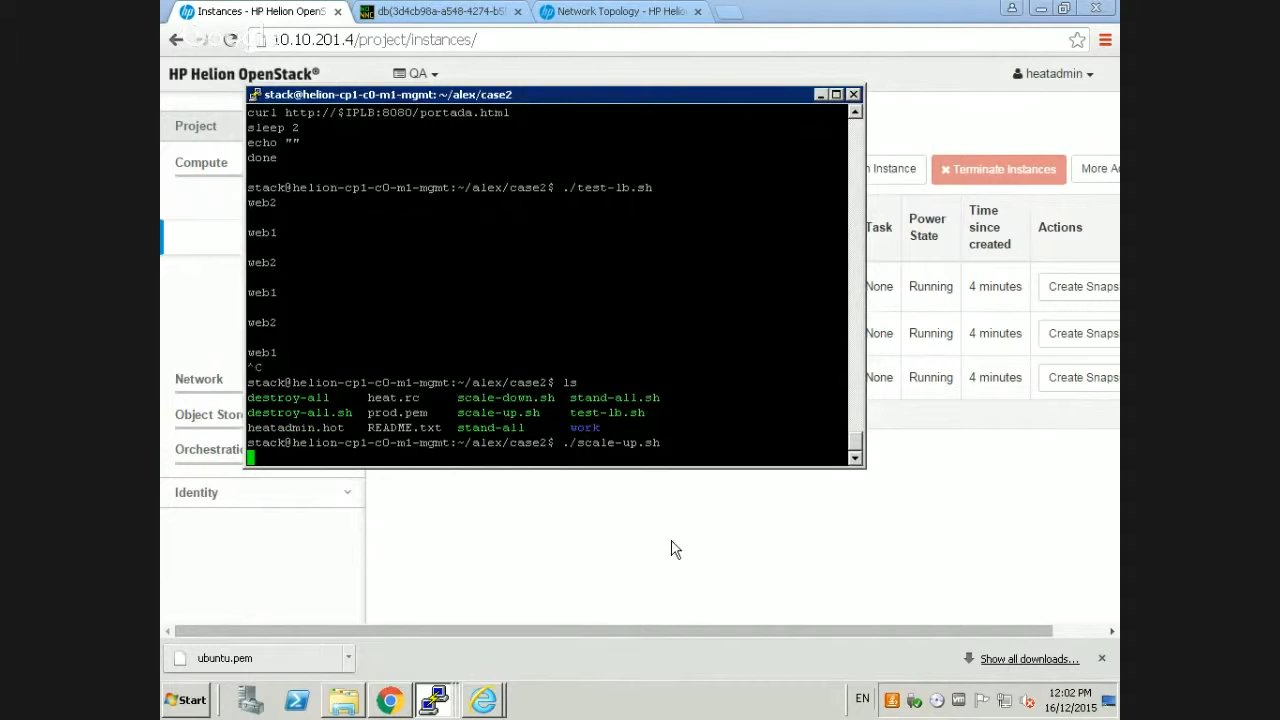 Instances - HP Helion OpenS
db(3d4cb98a-a548-4274-b5
Network Topology - HP Helio
10.10.201.4/project/instances/
HP Helion OpenStack®
QA
heatadmin
stack@helion-cp1-c0-m1-mgmt: ~/alex/case2
curl http://$IPLB:8080/portada.html
sleep 2
echo ""
done
stack@helion-cp1-c0-m1-mgmt:~/alex/case2$ ./test-lb.sh
web2
web1
web2
web1
web2
web1
^C
stack@helion-cp1-c0-m1-mgmt:~/alex/case2$ ls
destroy-all heat.rc scale-down.sh stand-all.sh
destroy-all.sh prod.pem scale-up.sh test-lb.sh
heatadmin.hot README.txt stand-all work
stack@helion-cp1-c0-m1-mgmt:~/alex/case2$ ./scale-up.sh
Project
Compute
Network
Object Stor
Orchestrati
Identity
n Instance
Terminate Instances
More Ac
Task
Power State
Time since created
Actions
None Running 4 minutes Create Snaps
None Running 4 minutes Create Snaps
None Running 4 minutes Create Snaps
ubuntu.pem
Show all downloads...
Start
EN
12:02 PM
16/12/2015